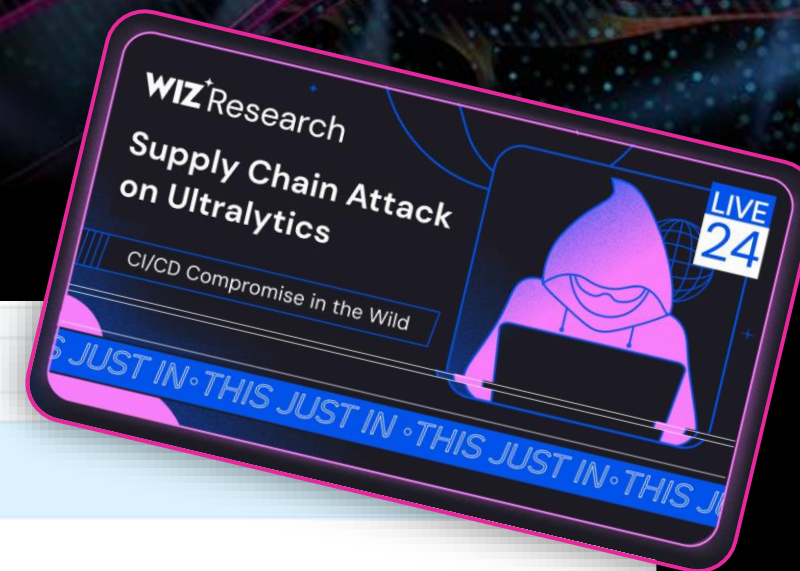 WIZ Research
Supply Chain Attack
on Ultralytics
CI/CD Compromise in the Wild
LIVE
24
JUST IN • THIS JUST IN • THIS JUST IN • THIS